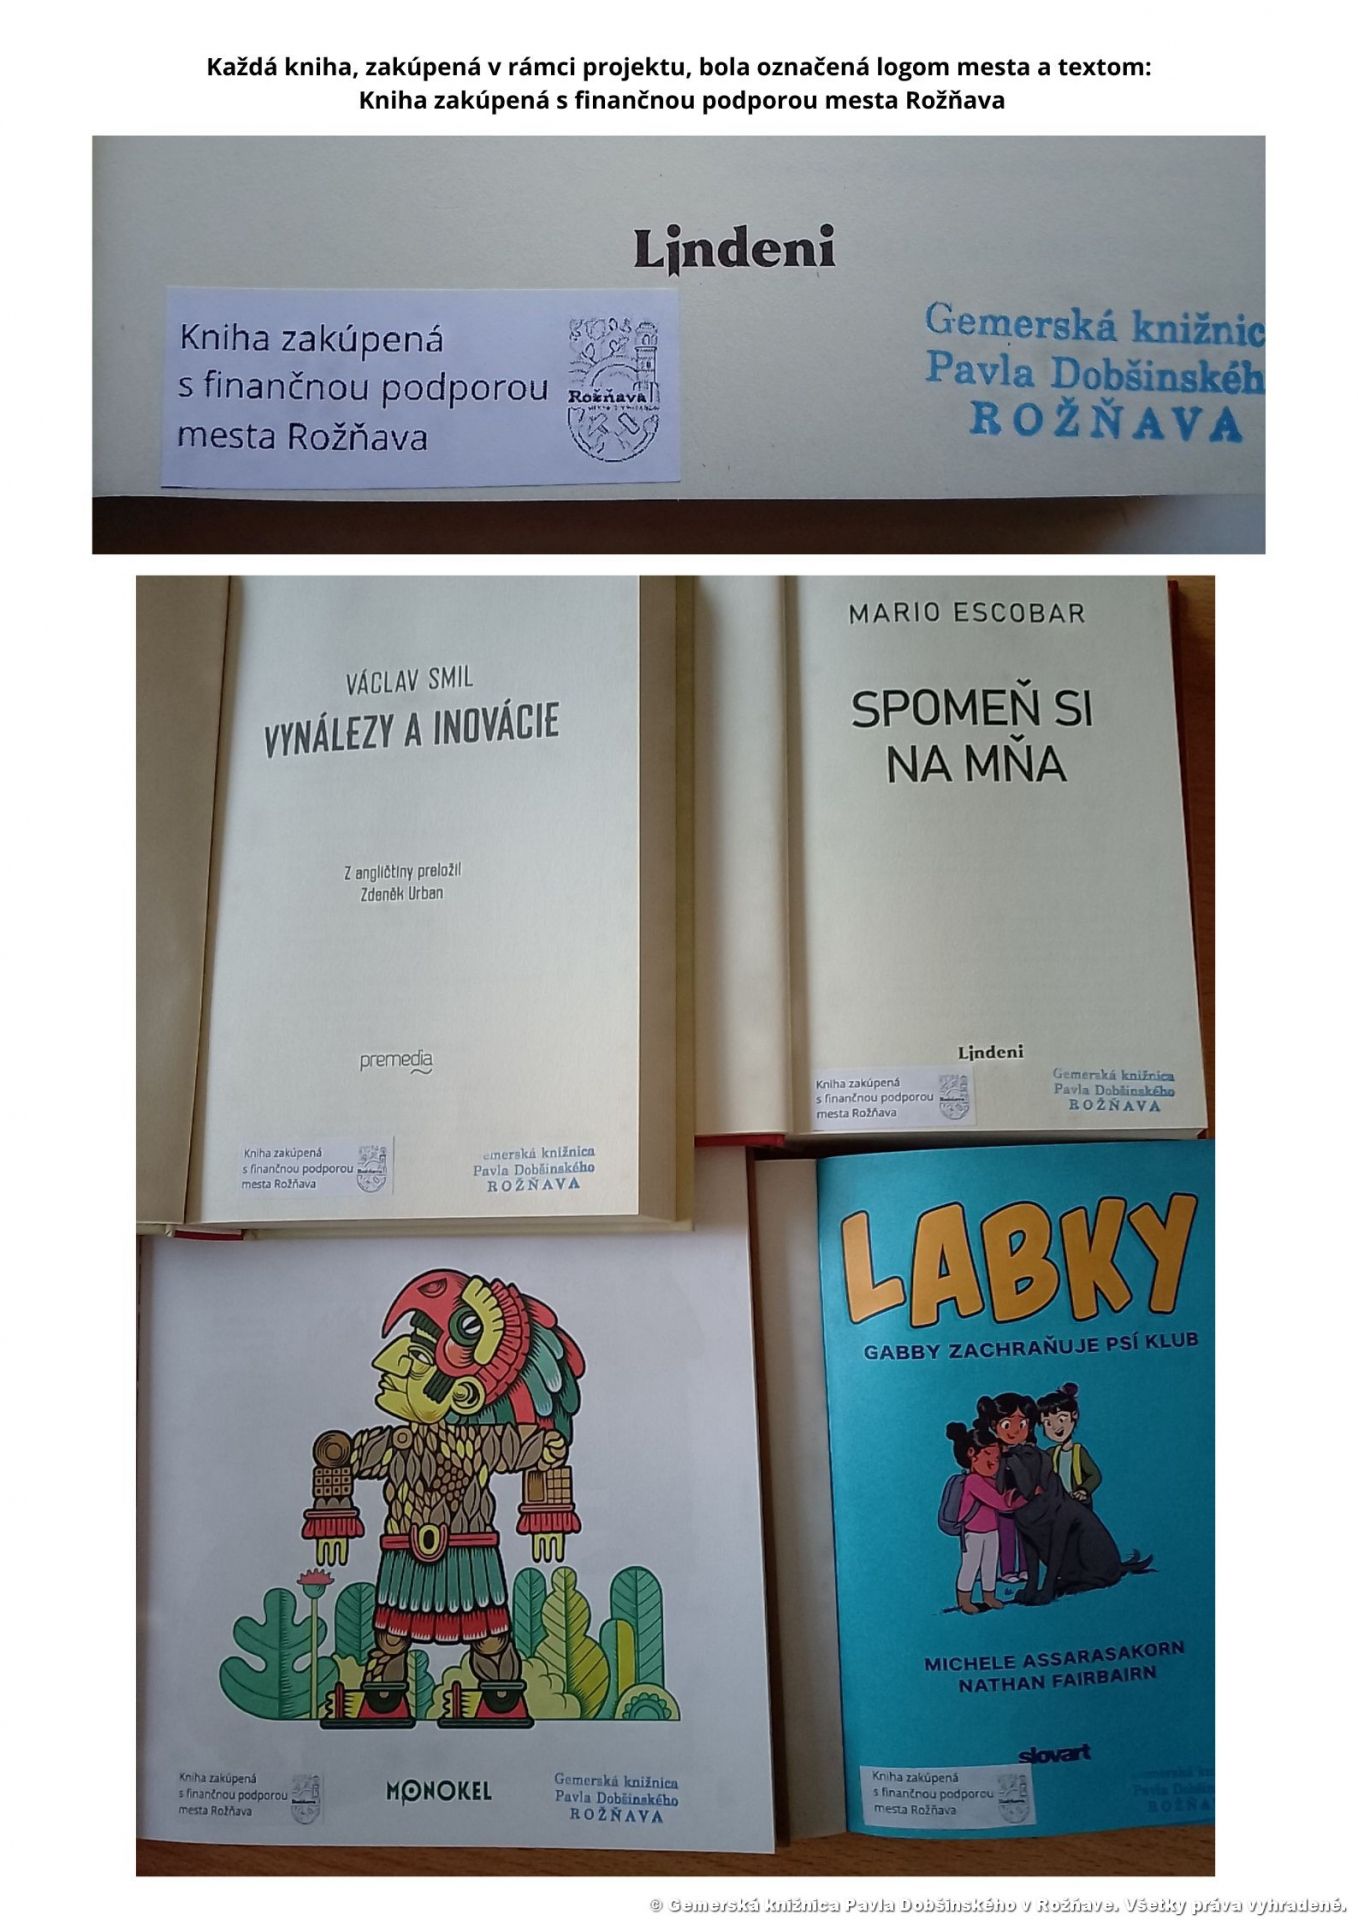 Každá kniha, zakúpená v rámci projektu, bola označená logom mesta a textom:
Kniha zakúpená s finančnou podporou mesta Rožňava
Lindeni
Kniha zakúpená
s finančnou podporou
mesta Rožňava
Rožňava
Gemerská knižnic
Pavla Dobšinskéh
ROŽŇAVA
VÁCLAV SMIL
VYNÁLEZY A INOVÁCIE
Z angličtiny preložil
Zdeněk Urban
premedia
Kniha zakúpená
s finančnou podporou
mesta Rožňava
emerská knižnica
Pavla Dobšinského
ROŽŇAVA
MARIO ESCOBAR
SPOMEŇ SI
NA MŇA
Lindeni
Kniha zakúpená
s finančnou podporou
mesta Rožňava
Gemerská knižnica
Pavla Dobšinského
ROŽŇAVA
Kniha zakúpená
s finančnou podporou
mesta Rožňava
MONOKEL
Gemerská knižnica
Pavla Dobšinského
ROŽŇAVA
LABKY
GABBY ZACHRAŇUJE PSÍ KLUB
MICHELE ASSARASAKORN
NATHAN FAIRBAIRN
slovart
Kniha zakúpená
s finančnou podporou
mesta Rožňava
© Gemerská knižnica Pavla Dobšinského v Rožňave. Všetky práva vyhradené.